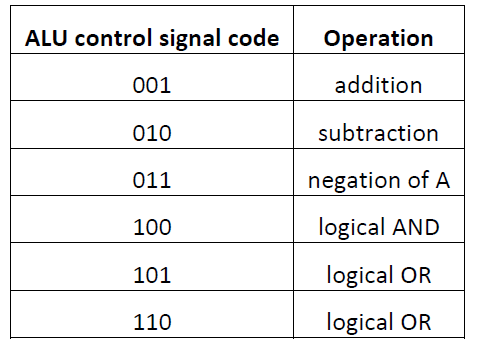 ALU control signal code Operation
001 addition
010 subtraction
011 negation of A
100 logical AND
101 logical OR
110 logical OR